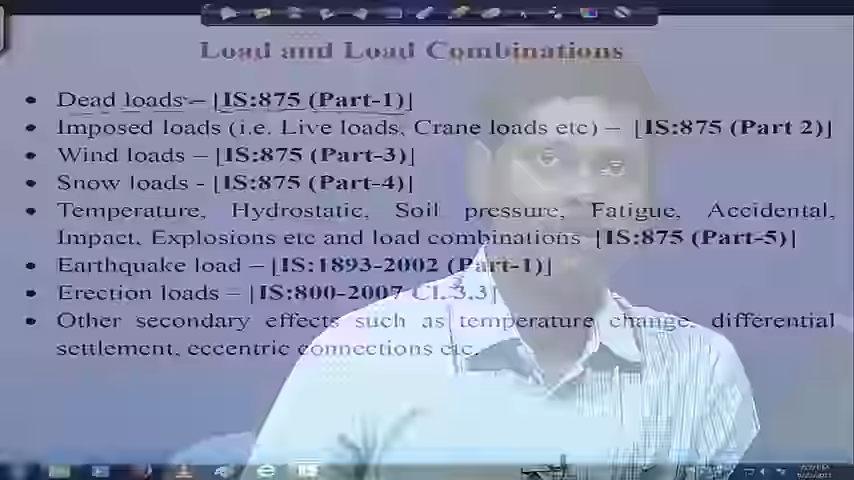 Load and Load Combinations
• Dead loads – [IS:875 (Part-1)]
• Imposed loads (i.e. Live loads, Crane loads etc) – [IS:875 (Part 2)]
• Wind loads – [IS:875 (Part-3)]
• Snow loads - [IS:875 (Part-4)]
• Temperature, Hydrostatic, Soil pressure, Fatigue, Accidental,
Impact, Explosions etc and load combinations [IS:875 (Part-5)]
• Earthquake load – [IS:1893-2002 (Part-1)]
• Erection loads – [IS:800-2007 Cl.3.3]
• Other secondary effects such as temperature change, differential
settlement, eccentric connections etc.